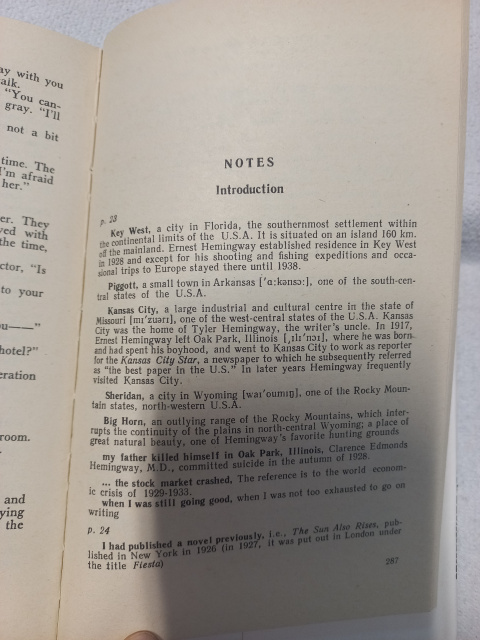 ay with you
aik.
"You can-
gray. "I'll
not a bit
time. The
I'm afraid
her."
er. They
yed with
the time,
ctor, "Is
to your
ou——"
hotel?"
eration
room.
and
ying
the
NOTES
Introduction
p. 23
Key West, a city in Florida, the southernmost settlement within
the continental limits of the U.S.A. It is situated on an island 160 km.
off the mainland. Ernest Hemingway established residence in Key West
in 1928 and except for his shooting and fishing expeditions and occa-
sional trips to Europe stayed there until 1938.
Piggott, a small town in Arkansas ['ɑ:kənsɔ:], one of the south-cen-
tral states of the U.S.A.
Kansas City, a large industrial and cultural centre in the state of
Missouri [mɪ'zuərɪ], one of the west-central states of the U.S.A. Kansas
City was the home of Tyler Hemingway, the writer's uncle. In 1917,
Ernest Hemingway left Oak Park, Illinois [ˌɪlɪ'nɔɪ], where he was born
and had spent his boyhood, and went to Kansas City to work as reporter
for the Kansas City Star, a newspaper to which he subsequently referred
as "the best paper in the U.S." In later years Hemingway frequently
visited Kansas City.
Sheridan, a city in Wyoming [waɪ'oumɪŋ], one of the Rocky Moun-
tain states, north-western U.S.A.
Big Horn, an outlying range of the Rocky Mountains, which inter-
rupts the continuity of the plains in north-central Wyoming; a place of
great natural beauty, one of Hemingway's favorite hunting grounds
my father killed himself in Oak Park, Illinois, Clarence Edmonds
Hemingway, M.D., committed suicide in the autumn of 1928.
... the stock market crashed, The reference is to the world econom-
ic crisis of 1929-1933.
when I was still going good, when I was not too exhausted to go on
writing
p. 24
I had published a novel previously, i.e., The Sun Also Rises, pub-
lished in New York in 1926 (in 1927, it was put out in London under
the title Fiesta)
287